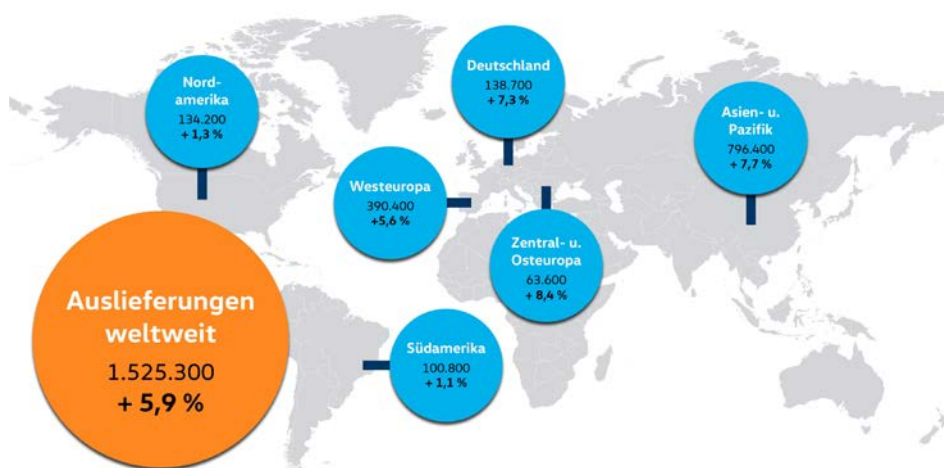 Nord-
amerika
134.200
+ 1,3 %
Deutschland
138.700
+ 7,3 %
Asien- u.
Pazifik
796.400
+ 7,7 %
Westeuropa
390.400
+5,6 %
Zentral- u.
Osteuropa
63.600
+ 8,4 %
Auslieferungen
weltweit
1.525.300
+ 5,9 %
Südamerika
100.800
+ 1,1 %